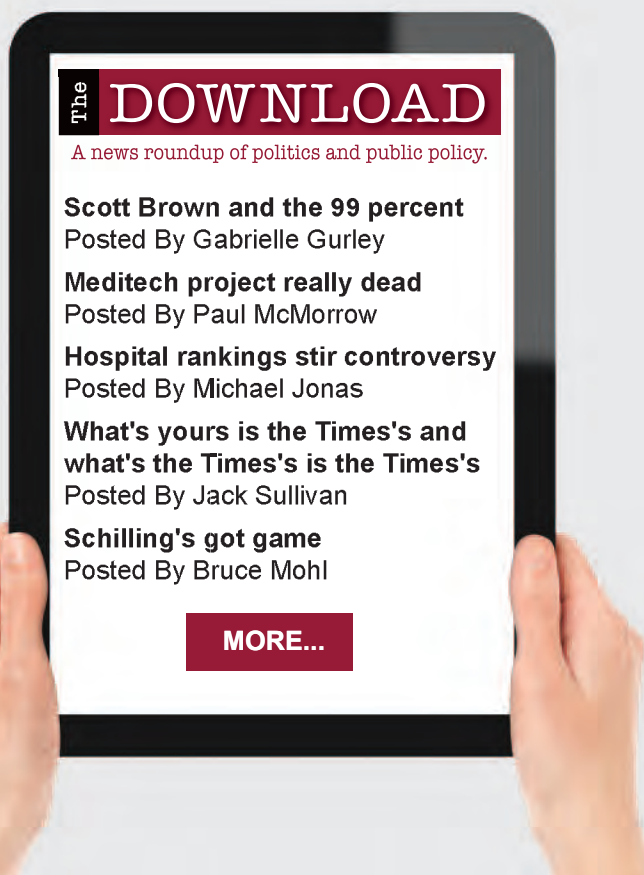 The DOWNLOAD
A news roundup of politics and public policy.
Scott Brown and the 99 percent
Posted By Gabrielle Gurley
Meditech project really dead
Posted By Paul McMorrow
Hospital rankings stir controversy
Posted By Michael Jonas
What's yours is the Times's and
what's the Times's is the Times's
Posted By Jack Sullivan
Schilling's got game
Posted By Bruce Mohl
MORE...